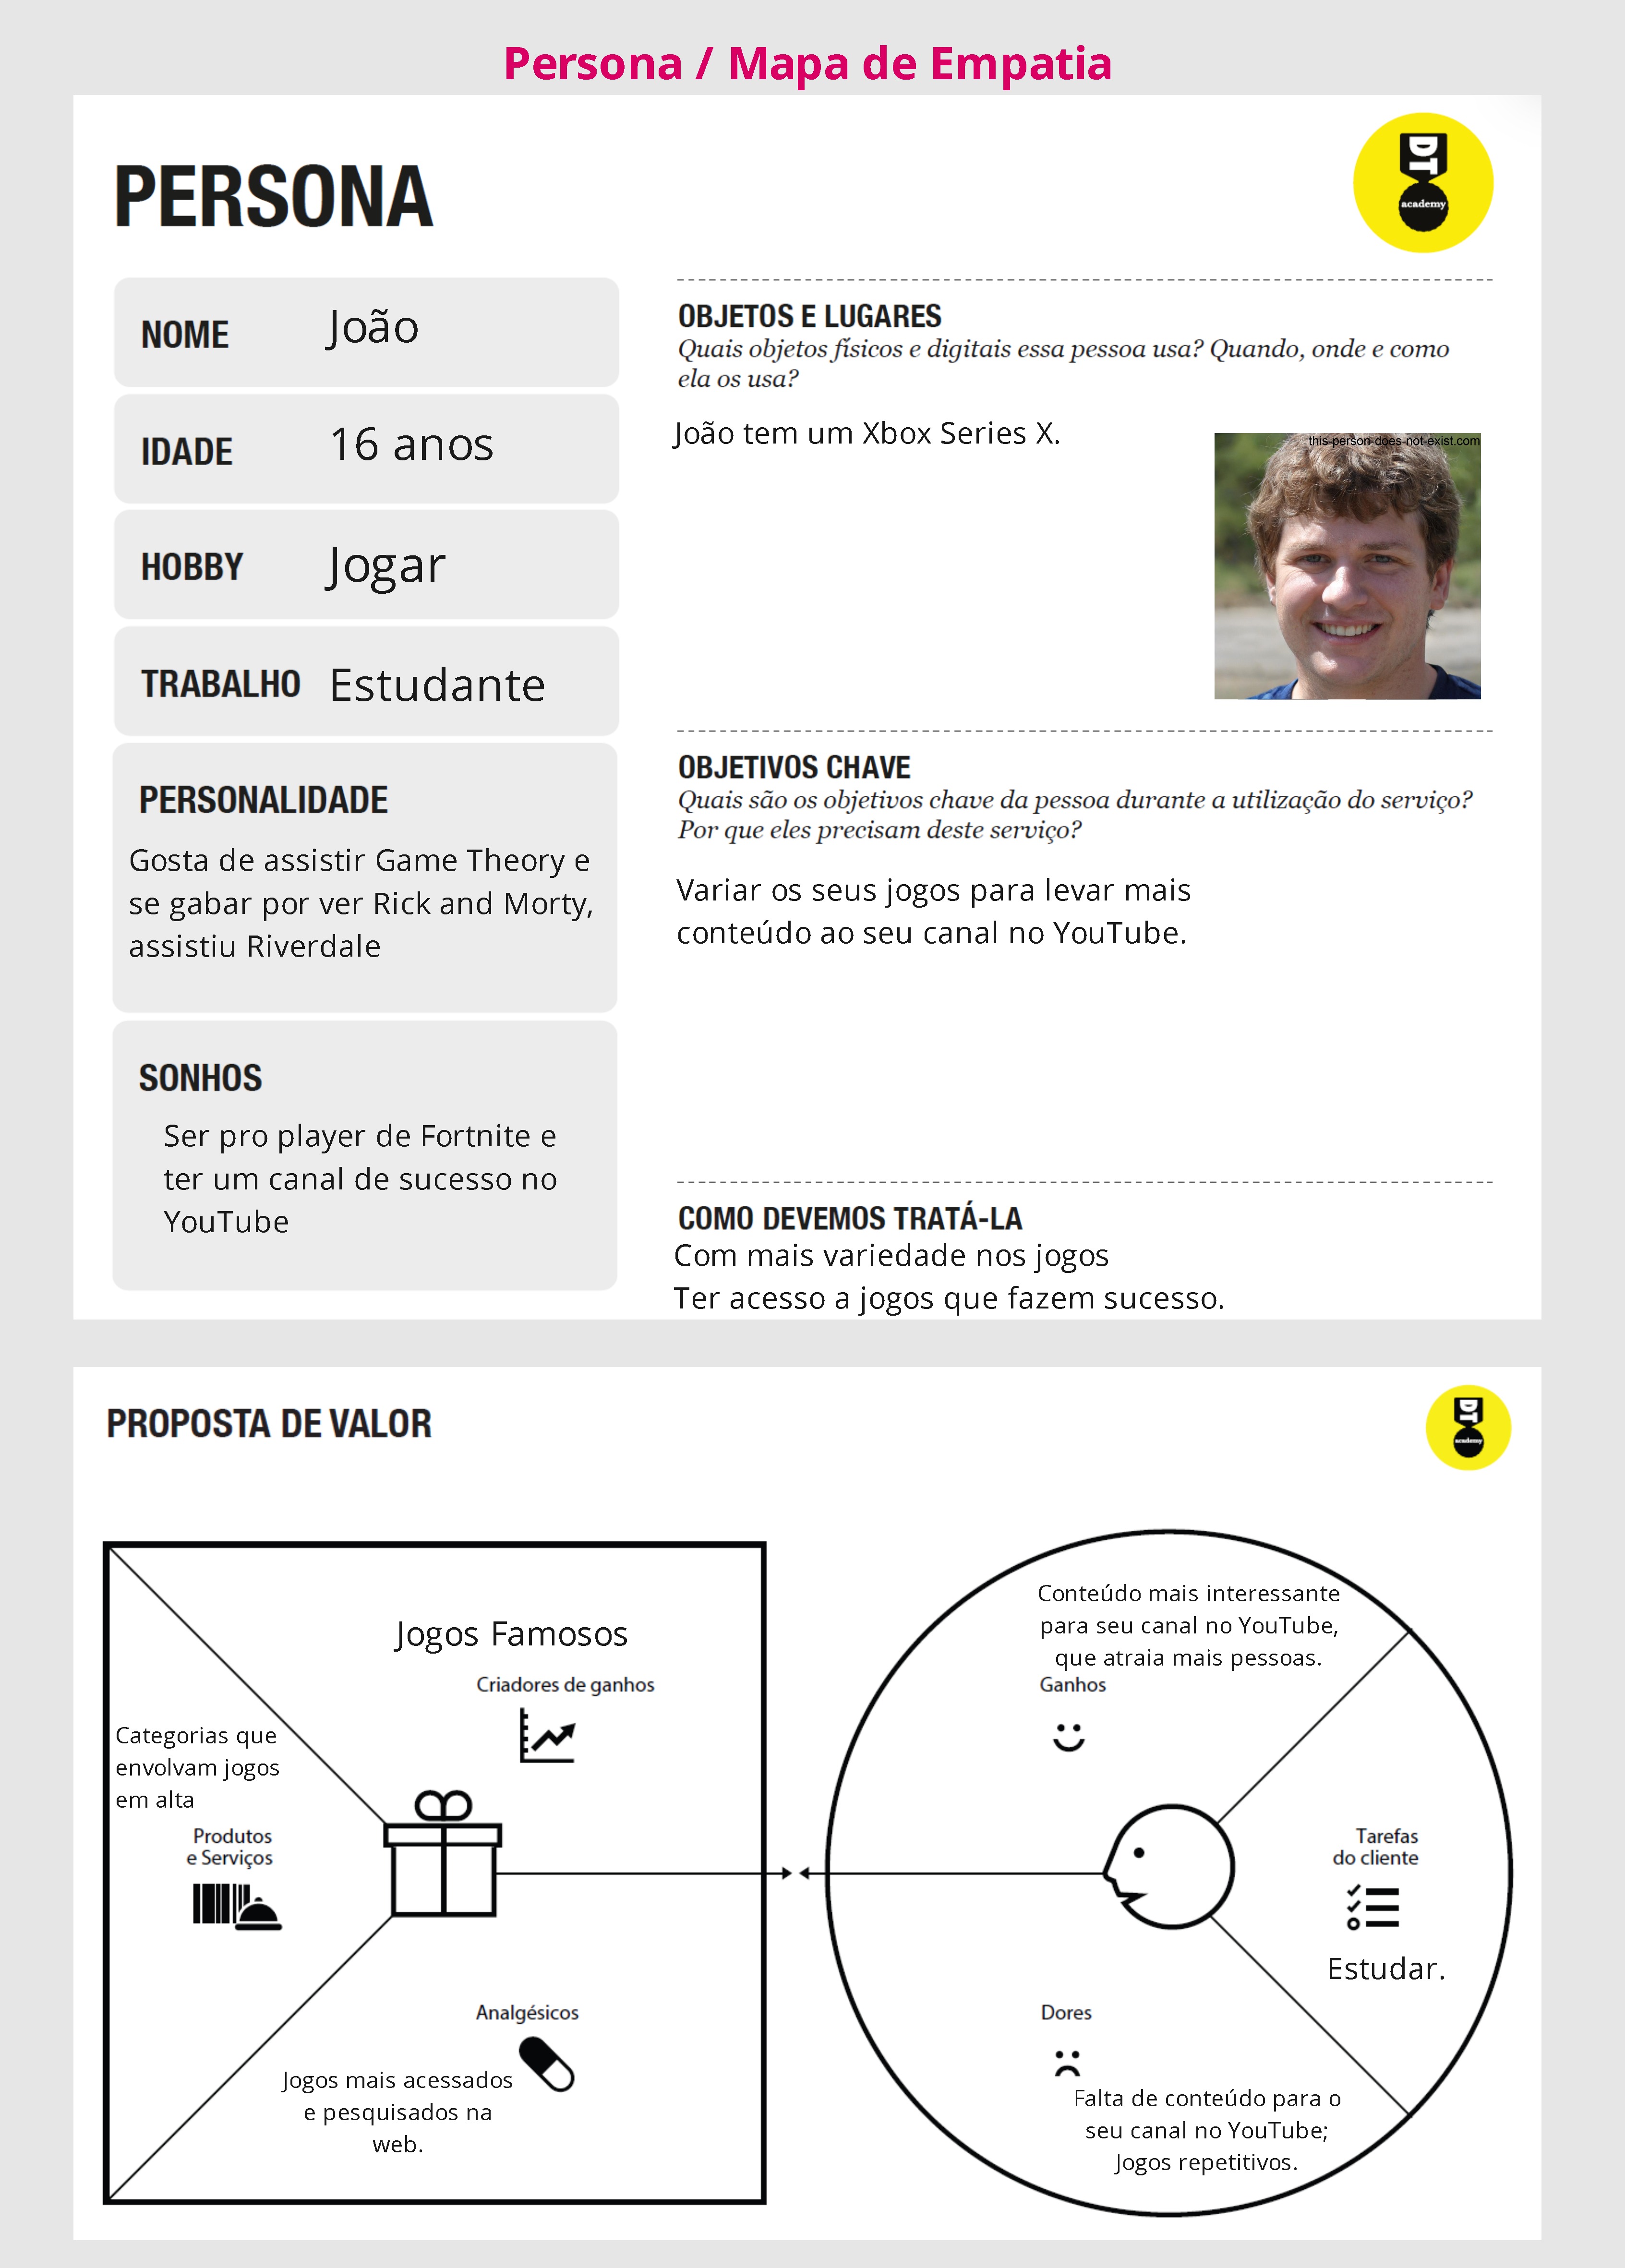 Persona / Mapa de Empatia
PERSONA
DT
academy
NOME
João
IDADE
16 anos
HOBBY
Jogar
TRABALHO
Estudante
PERSONALIDADE
Gosta de assistir Game Theory e
se gabar por ver Rick and Morty,
assistiu Riverdale
SONHOS
Ser pro player de Fortnite e
ter um canal de sucesso no
YouTube
OBJETOS E LUGARES
Quais objetos físicos e digitais essa pessoa usa? Quando, onde e como
ela os usa?
João tem um Xbox Series X.
this-person-does-not-exist.com
OBJETIVOS CHAVE
Quais são os objetivos chave da pessoa durante a utilização do serviço?
Por que eles precisam deste serviço?
Variar os seus jogos para levar mais
conteúdo ao seu canal no YouTube.
COMO DEVEMOS TRATÁ-LA
Com mais variedade nos jogos
Ter acesso a jogos que fazem sucesso.
PROPOSTA DE VALOR
DT
academy
Jogos Famosos
Criadores de ganhos
Categorias que
envolvam jogos
em alta
Produtos
e Serviços
Analgésicos
Jogos mais acessados
e pesquisados na
web.
Conteúdo mais interessante
para seu canal no YouTube,
que atraia mais pessoas.
Ganhos
Tarefas
do cliente
Estudar.
Dores
Falta de conteúdo para o
seu canal no YouTube;
Jogos repetitivos.